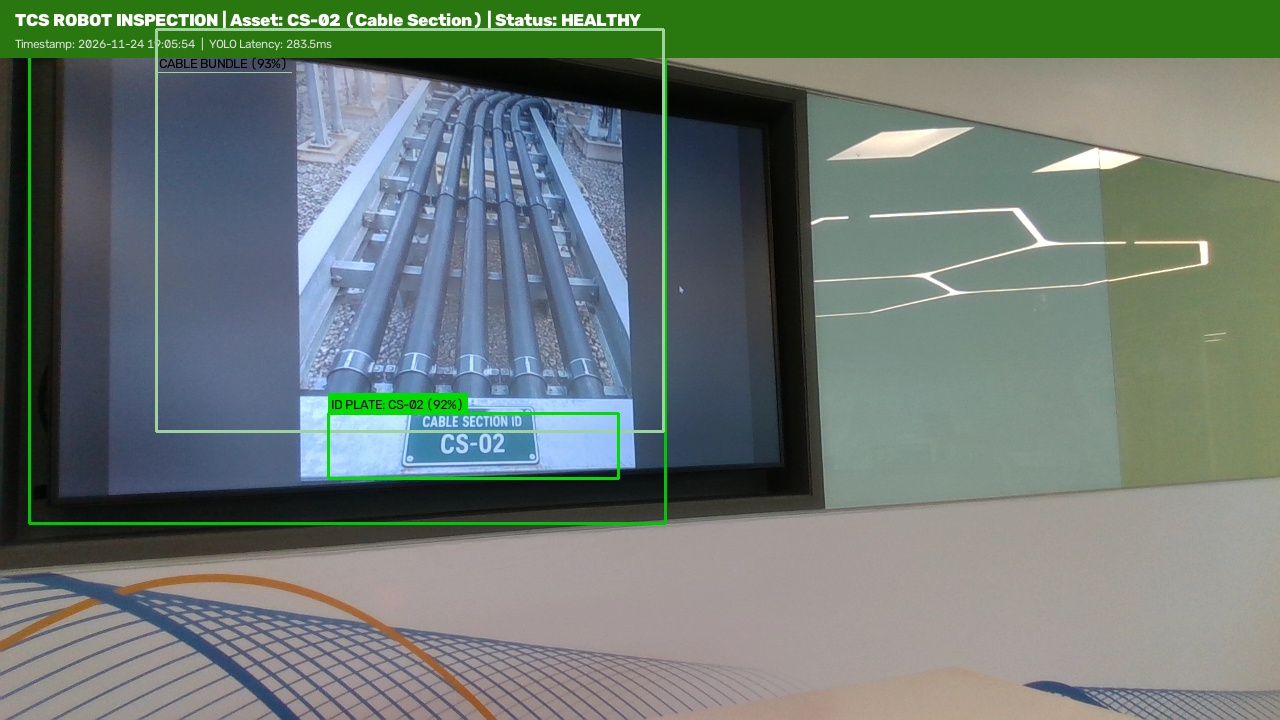 TCS ROBOT INSPECTION | Asset: CS-02 (Cable Section) | Status: HEALTHY
Timestamp: 2026-11-24 19:05:54 | YOLO Latency: 283.5ms
CABLE BUNDLE (93%)
ID PLATE: CS-02 (92%)
CABLE SECTION ID
CS-02